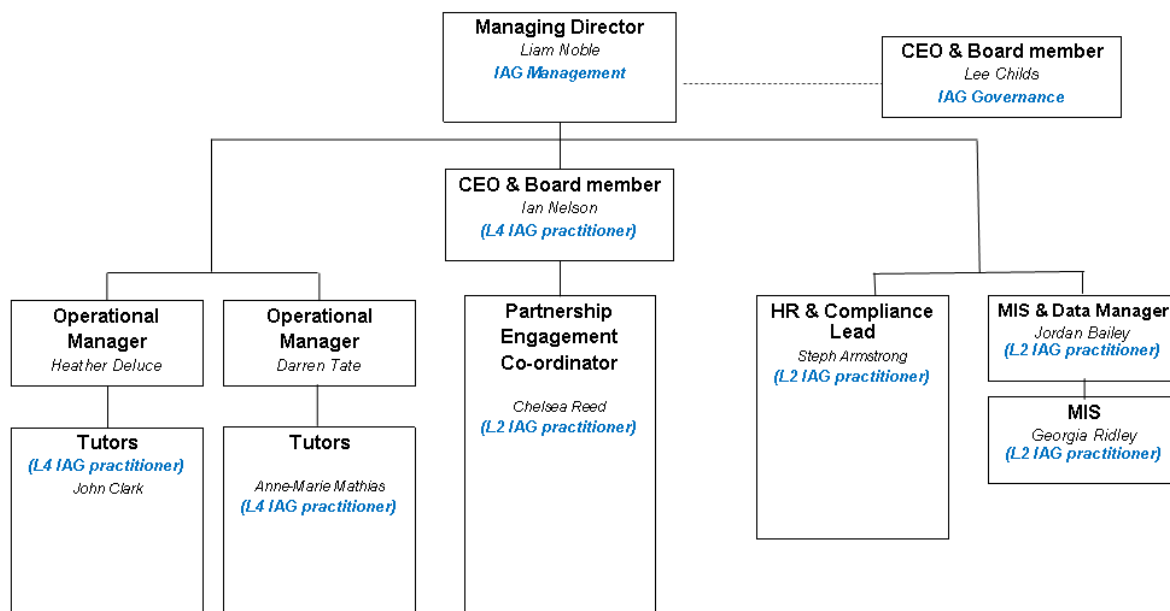 Managing Director
Liam Noble
IAG Management
CEO & Board member
Lee Childs
IAG Governance
CEO & Board member
Ian Nelson
(L4 IAG practitioner)
Operational
Manager
Heather Deluce
Operational
Manager
Darren Tate
Partnership
Engagement
Co-ordinator
Chelsea Reed
(L2 IAG practitioner)
HR & Compliance
Lead
Steph Armstrong
(L2 IAG practitioner)
MIS & Data Manager
Jordan Bailey
(L2 IAG practitioner)
Tutors
(L4 IAG practitioner)
John Clark
Tutors
Anne-Marie Mathias
(L4 IAG practitioner)
MIS
Georgia Ridley
(L2 IAG practitioner)